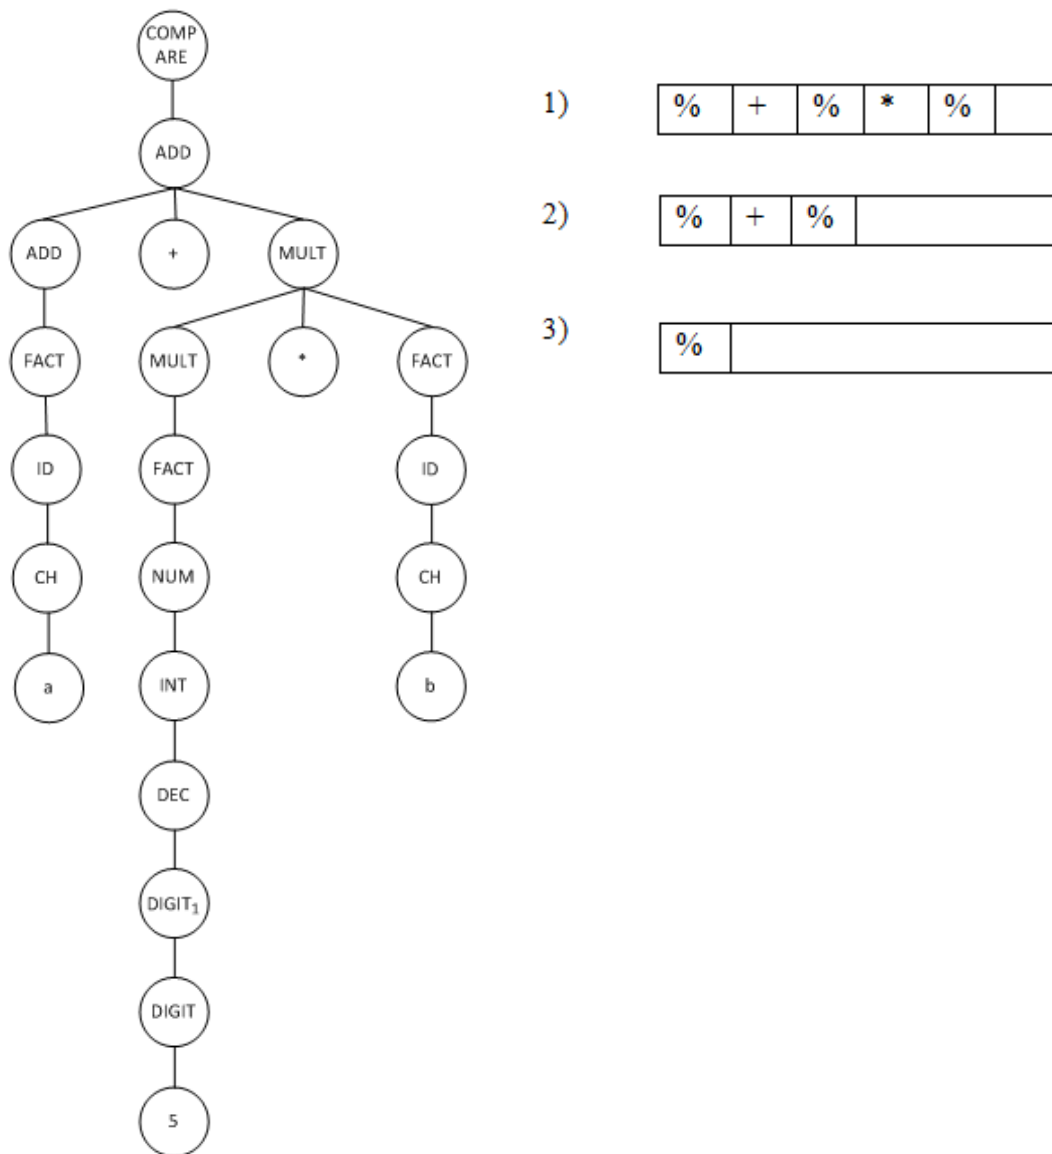 COMP
ARE
ADD
ADD + MULT
FACT MULT * FACT
ID FACT ID
CH NUM CH
a INT b
DEC
DIGIT₁
DIGIT
5
1) % + % * %
2) % + %
3) %